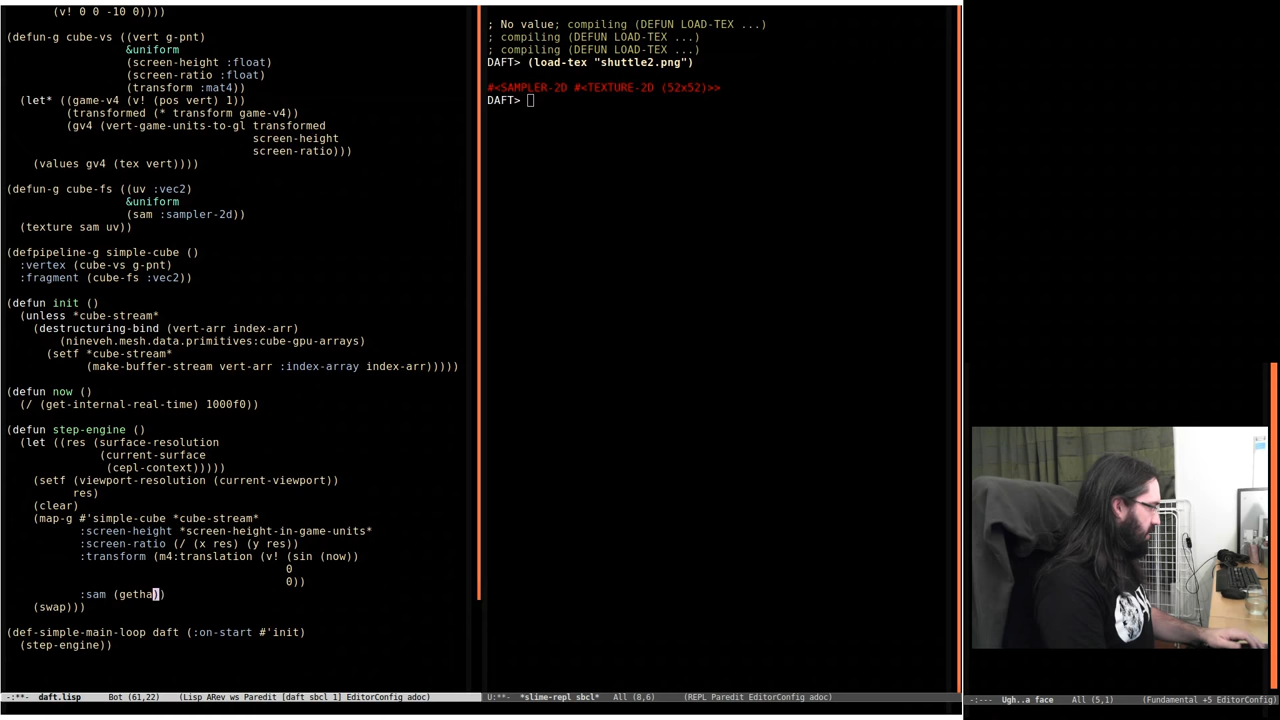 (v! 0 0 -10 0))))
(defun-g cube-vs ((vert g-pnt)
&uniform
(screen-height :float)
(screen-ratio :float)
(transform :mat4))
(let* ((game-v4 (v! (pos vert) 1))
(transformed (* transform game-v4))
(gv4 (vert-game-units-to-gl transformed
screen-height
screen-ratio)))
(values gv4 (tex vert))))
(defun-g cube-fs ((uv :vec2)
&uniform
(sam :sampler-2d))
(texture sam uv))
(defpipeline-g simple-cube ()
:vertex (cube-vs g-pnt)
:fragment (cube-fs :vec2))
(defun init ()
(unless *cube-stream*
(destructuring-bind (vert-arr index-arr)
(nineveh.mesh.data.primitives:cube-gpu-arrays)
(setf *cube-stream*
(make-buffer-stream vert-arr :index-array index-arr)))))
(defun now ()
(/ (get-internal-real-time) 1000f0))
(defun step-engine ()
(let ((res (surface-resolution
(current-surface
(cepl-context)))))
(setf (viewport-resolution (current-viewport))
res)
(clear)
(map-g #'simple-cube *cube-stream*
:screen-height *screen-height-in-game-units*
:screen-ratio (/ (x res) (y res))
:transform (m4:translation (v! (sin (now))
0
0))
:sam (getha))
(swap)))
(def-simple-main-loop daft (:on-start #'init)
(step-engine))
-:**- daft.lisp Bot (61,22) (Lisp ARev ws Paredit [daft sbcl 1] EditorConfig adoc)
; No value; compiling (DEFUN LOAD-TEX ...)
; compiling (DEFUN LOAD-TEX ...)
; compiling (DEFUN LOAD-TEX ...)
DAFT> (load-tex "shuttle2.png")
#<SAMPLER-2D #<TEXTURE-2D (52x52)>>
DAFT>
U:**- *slime-repl sbcl* All (8,6) (REPL Paredit EditorConfig adoc)
-:--- Ugh..a face All (5,1) (Fundamental +5 EditorConfig)